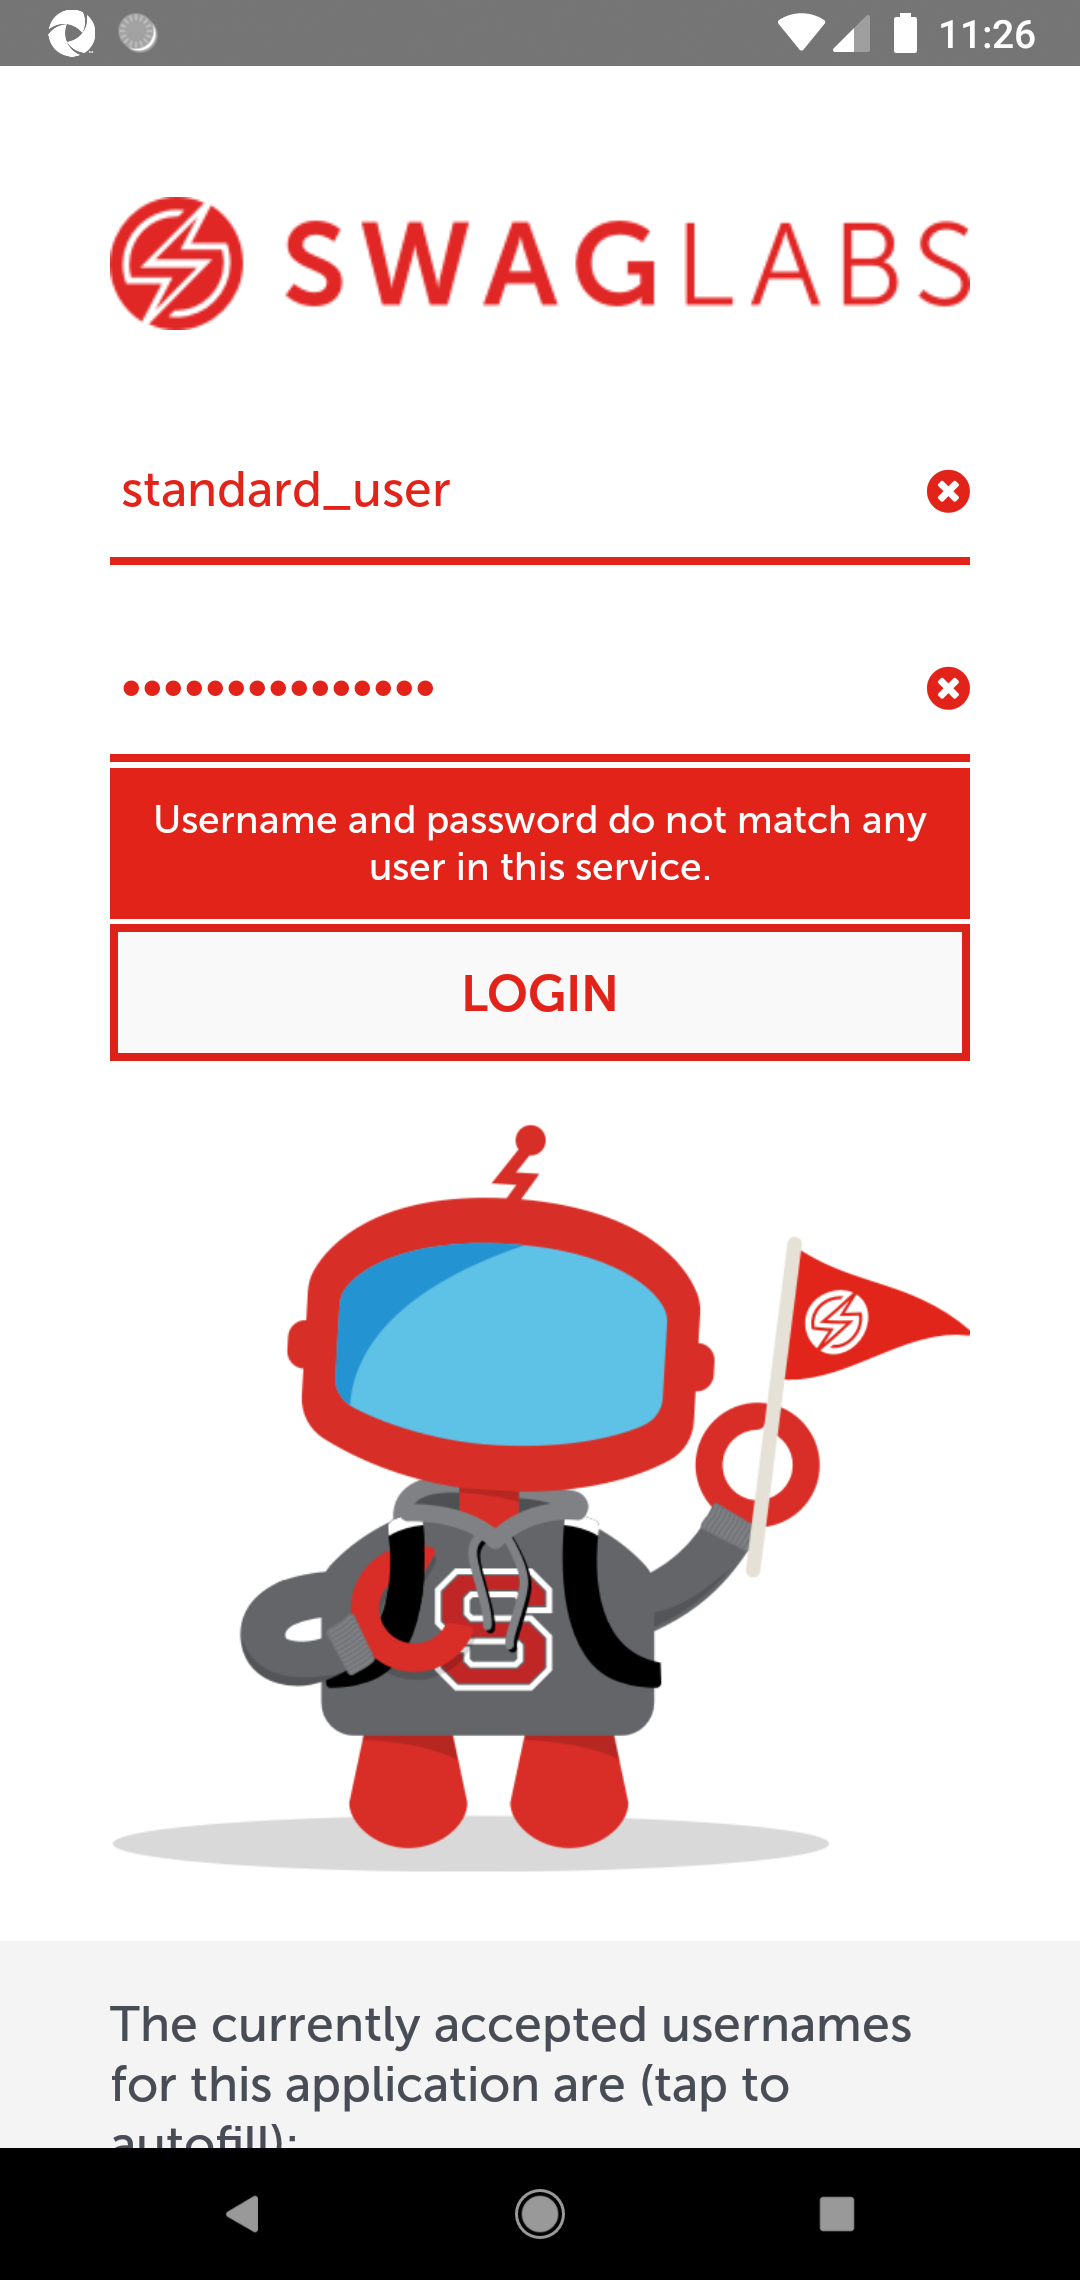 11:26
SWAGLABS
standard_user
•••••••••••••••
Username and password do not match any
user in this service.
LOGIN
S
The currently accepted usernames
for this application are (tap to
autofill):